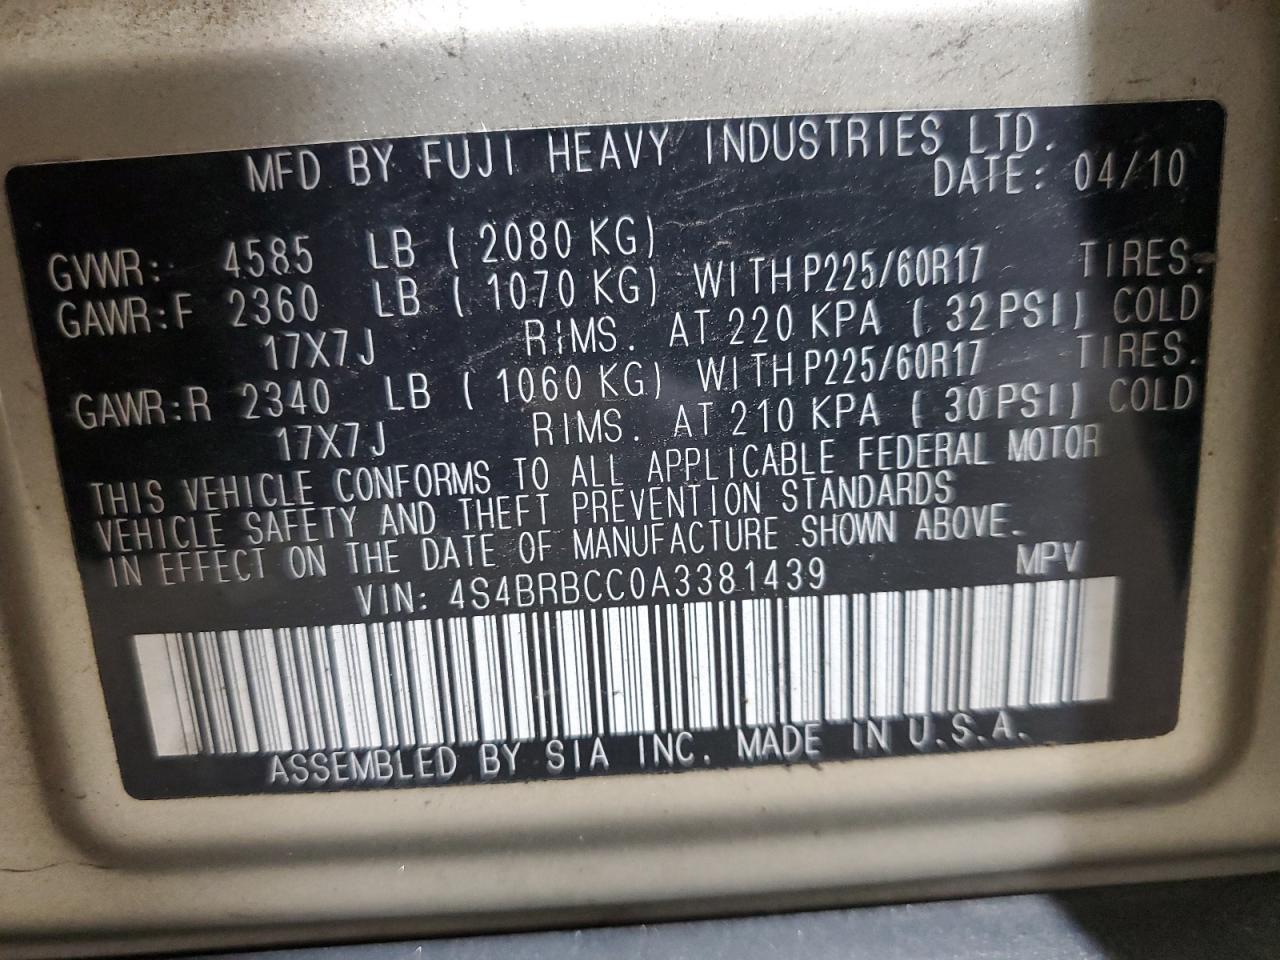 MFD BY FUJI HEAVY INDUSTRIES LTD.
DATE: 04/10
GVWR: 4585 LB ( 2080 KG)
GAWR:F 2360 LB ( 1070 KG) WITH P225/60R17 TIRES.
17X7J RIMS. AT 220 KPA ( 32 PSI) COLD
GAWR:R 2340 LB ( 1060 KG) WITH P225/60R17 TIRES.
17X7J RIMS. AT 210 KPA ( 30 PSI) COLD
THIS VEHICLE CONFORMS TO ALL APPLICABLE FEDERAL MOTOR
VEHICLE SAFETY AND THEFT PREVENTION STANDARDS
IN EFFECT ON THE DATE OF MANUFACTURE SHOWN ABOVE.
VIN: 4S4BRBCC0A3381439 MPV
ASSEMBLED BY SIA INC. MADE IN U.S.A.